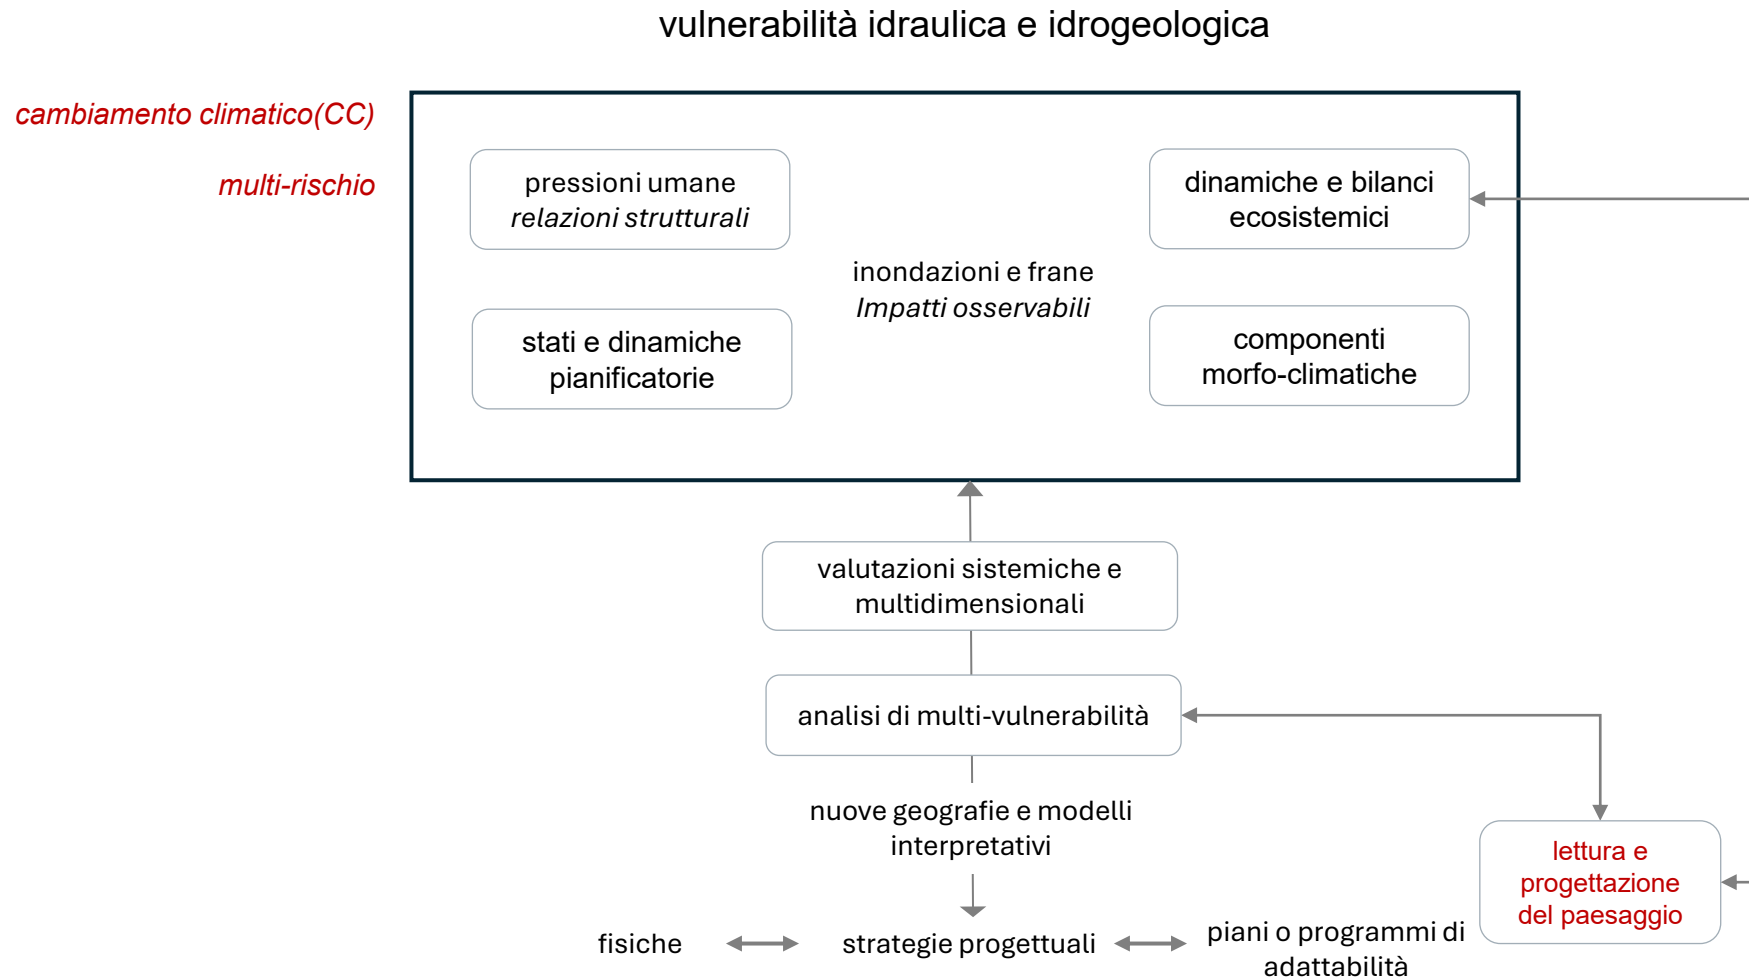 vulnerabilità idraulica e idrogeologica
cambiamento climatico(CC)
multi-rischio
pressioni umane
relazioni strutturali
dinamiche e bilanci
ecosistemici
inondazioni e frane
Impatti osservabili
stati e dinamiche
pianificatorie
componenti
morfo-climatiche
valutazioni sistemiche e
multidimensionali
analisi di multi-vulnerabilità
nuove geografie e modelli
interpretativi
lettura e
progettazione
del paesaggio
fisiche
strategie progettuali
piani o programmi di
adattabilità